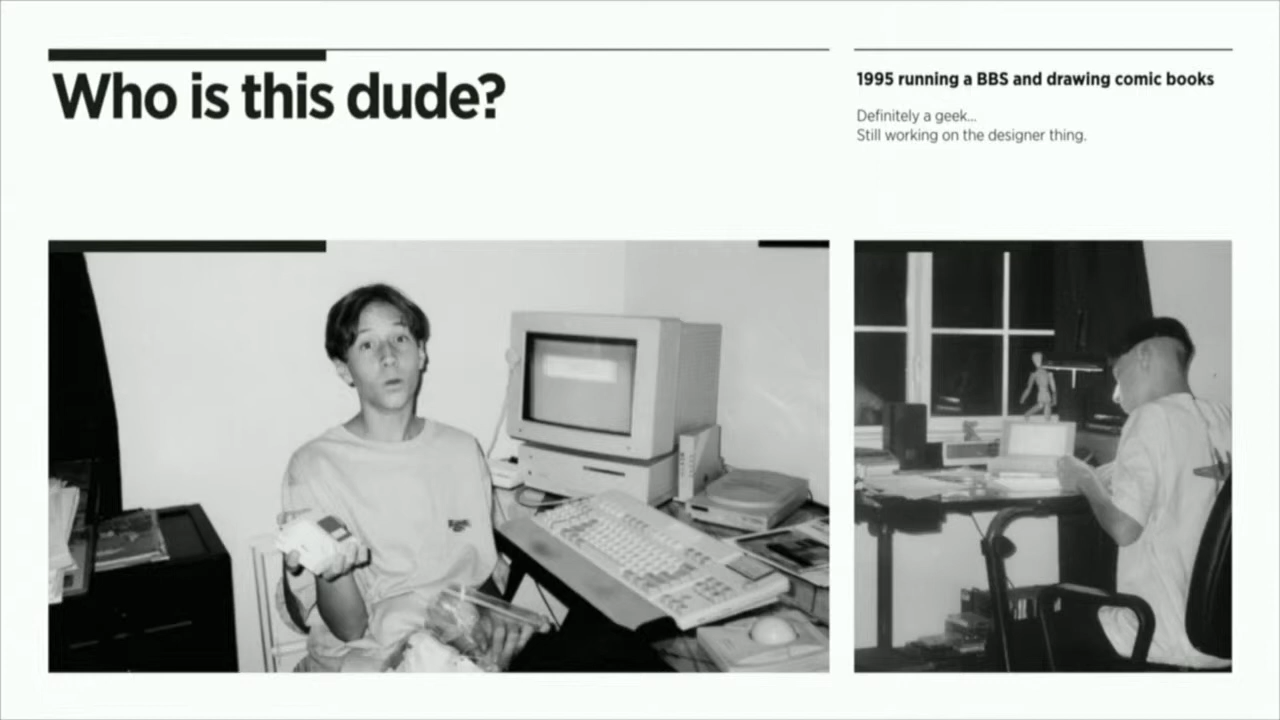 Who is this dude?
1995 running a BBS and drawing comic books
Definitely a geek...
Still working on the designer thing.